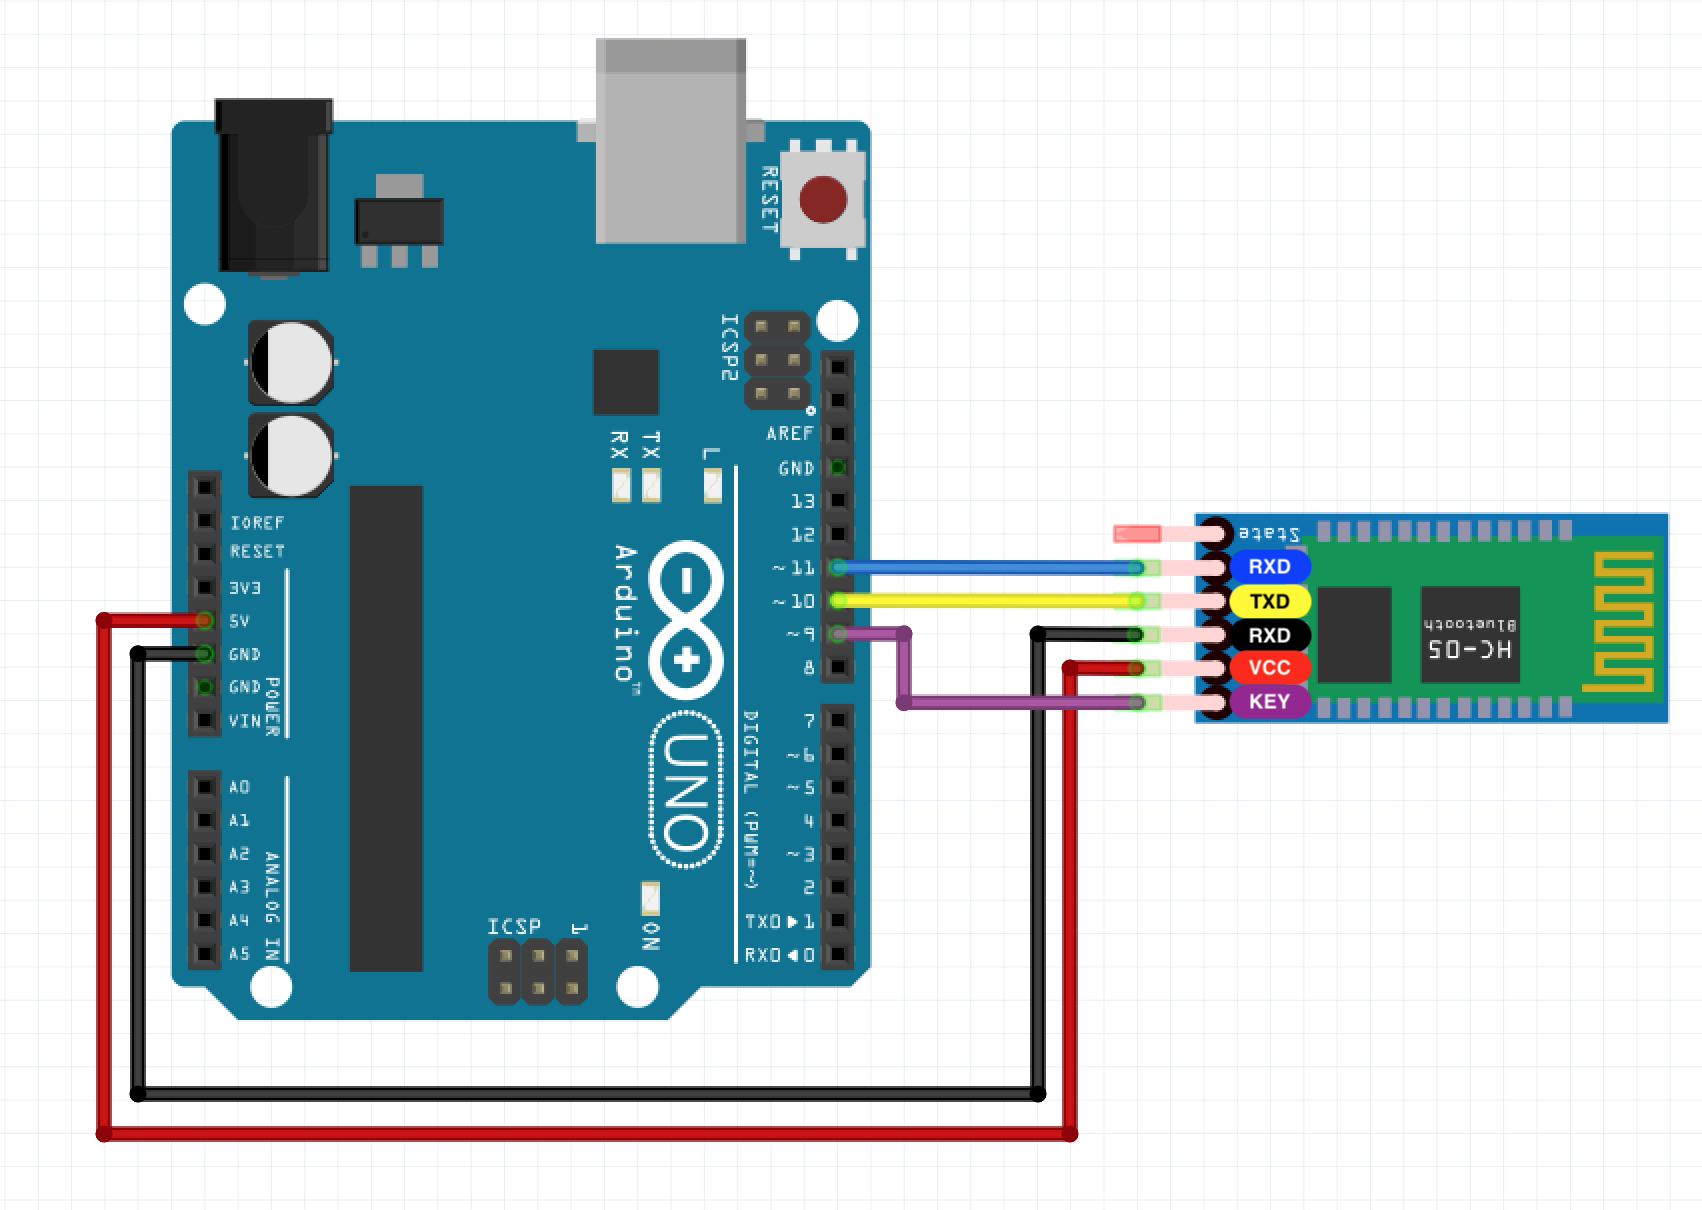 RESET
ICSP2
AREF
GND
13
12
~11
~10
~9
8
RX
TX
L
IOREF
RESET
3V3
5V
GND
GND
VIN
POWER
Arduino™
UNO
DIGITAL (PWM=~)
7
~6
~5
4
~3
2
TX0▶1
RX0◀0
A0
A1
A2
A3
A4
A5
ANALOG IN
ICSP
1
ON
State
RXD
TXD
RXD
VCC
KEY
HC-05
Bluetooth